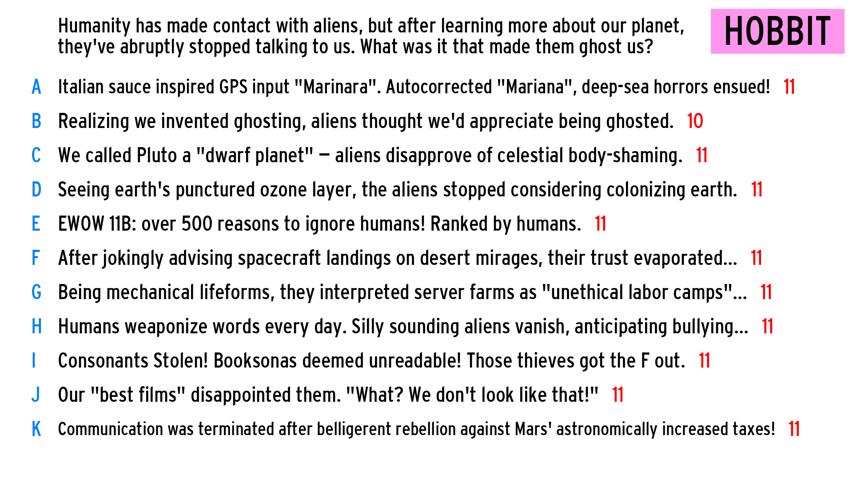 Humanity has made contact with aliens, but after learning more about our planet,
they've abruptly stopped talking to us. What was it that made them ghost us?
HOBBIT
A Italian sauce inspired GPS input "Marinara". Autocorrected "Mariana", deep-sea horrors ensued! 11
B Realizing we invented ghosting, aliens thought we'd appreciate being ghosted. 10
C We called Pluto a "dwarf planet" – aliens disapprove of celestial body-shaming. 11
D Seeing earth's punctured ozone layer, the aliens stopped considering colonizing earth. 11
E EWOW 11B: over 500 reasons to ignore humans! Ranked by humans. 11
F After jokingly advising spacecraft landings on desert mirages, their trust evaporated... 11
G Being mechanical lifeforms, they interpreted server farms as "unethical labor camps"... 11
H Humans weaponize words every day. Silly sounding aliens vanish, anticipating bullying... 11
I Consonants Stolen! Booksonas deemed unreadable! Those thieves got the F out. 11
J Our "best films" disappointed them. "What? We don't look like that!" 11
K Communication was terminated after belligerent rebellion against Mars' astronomically increased taxes! 11